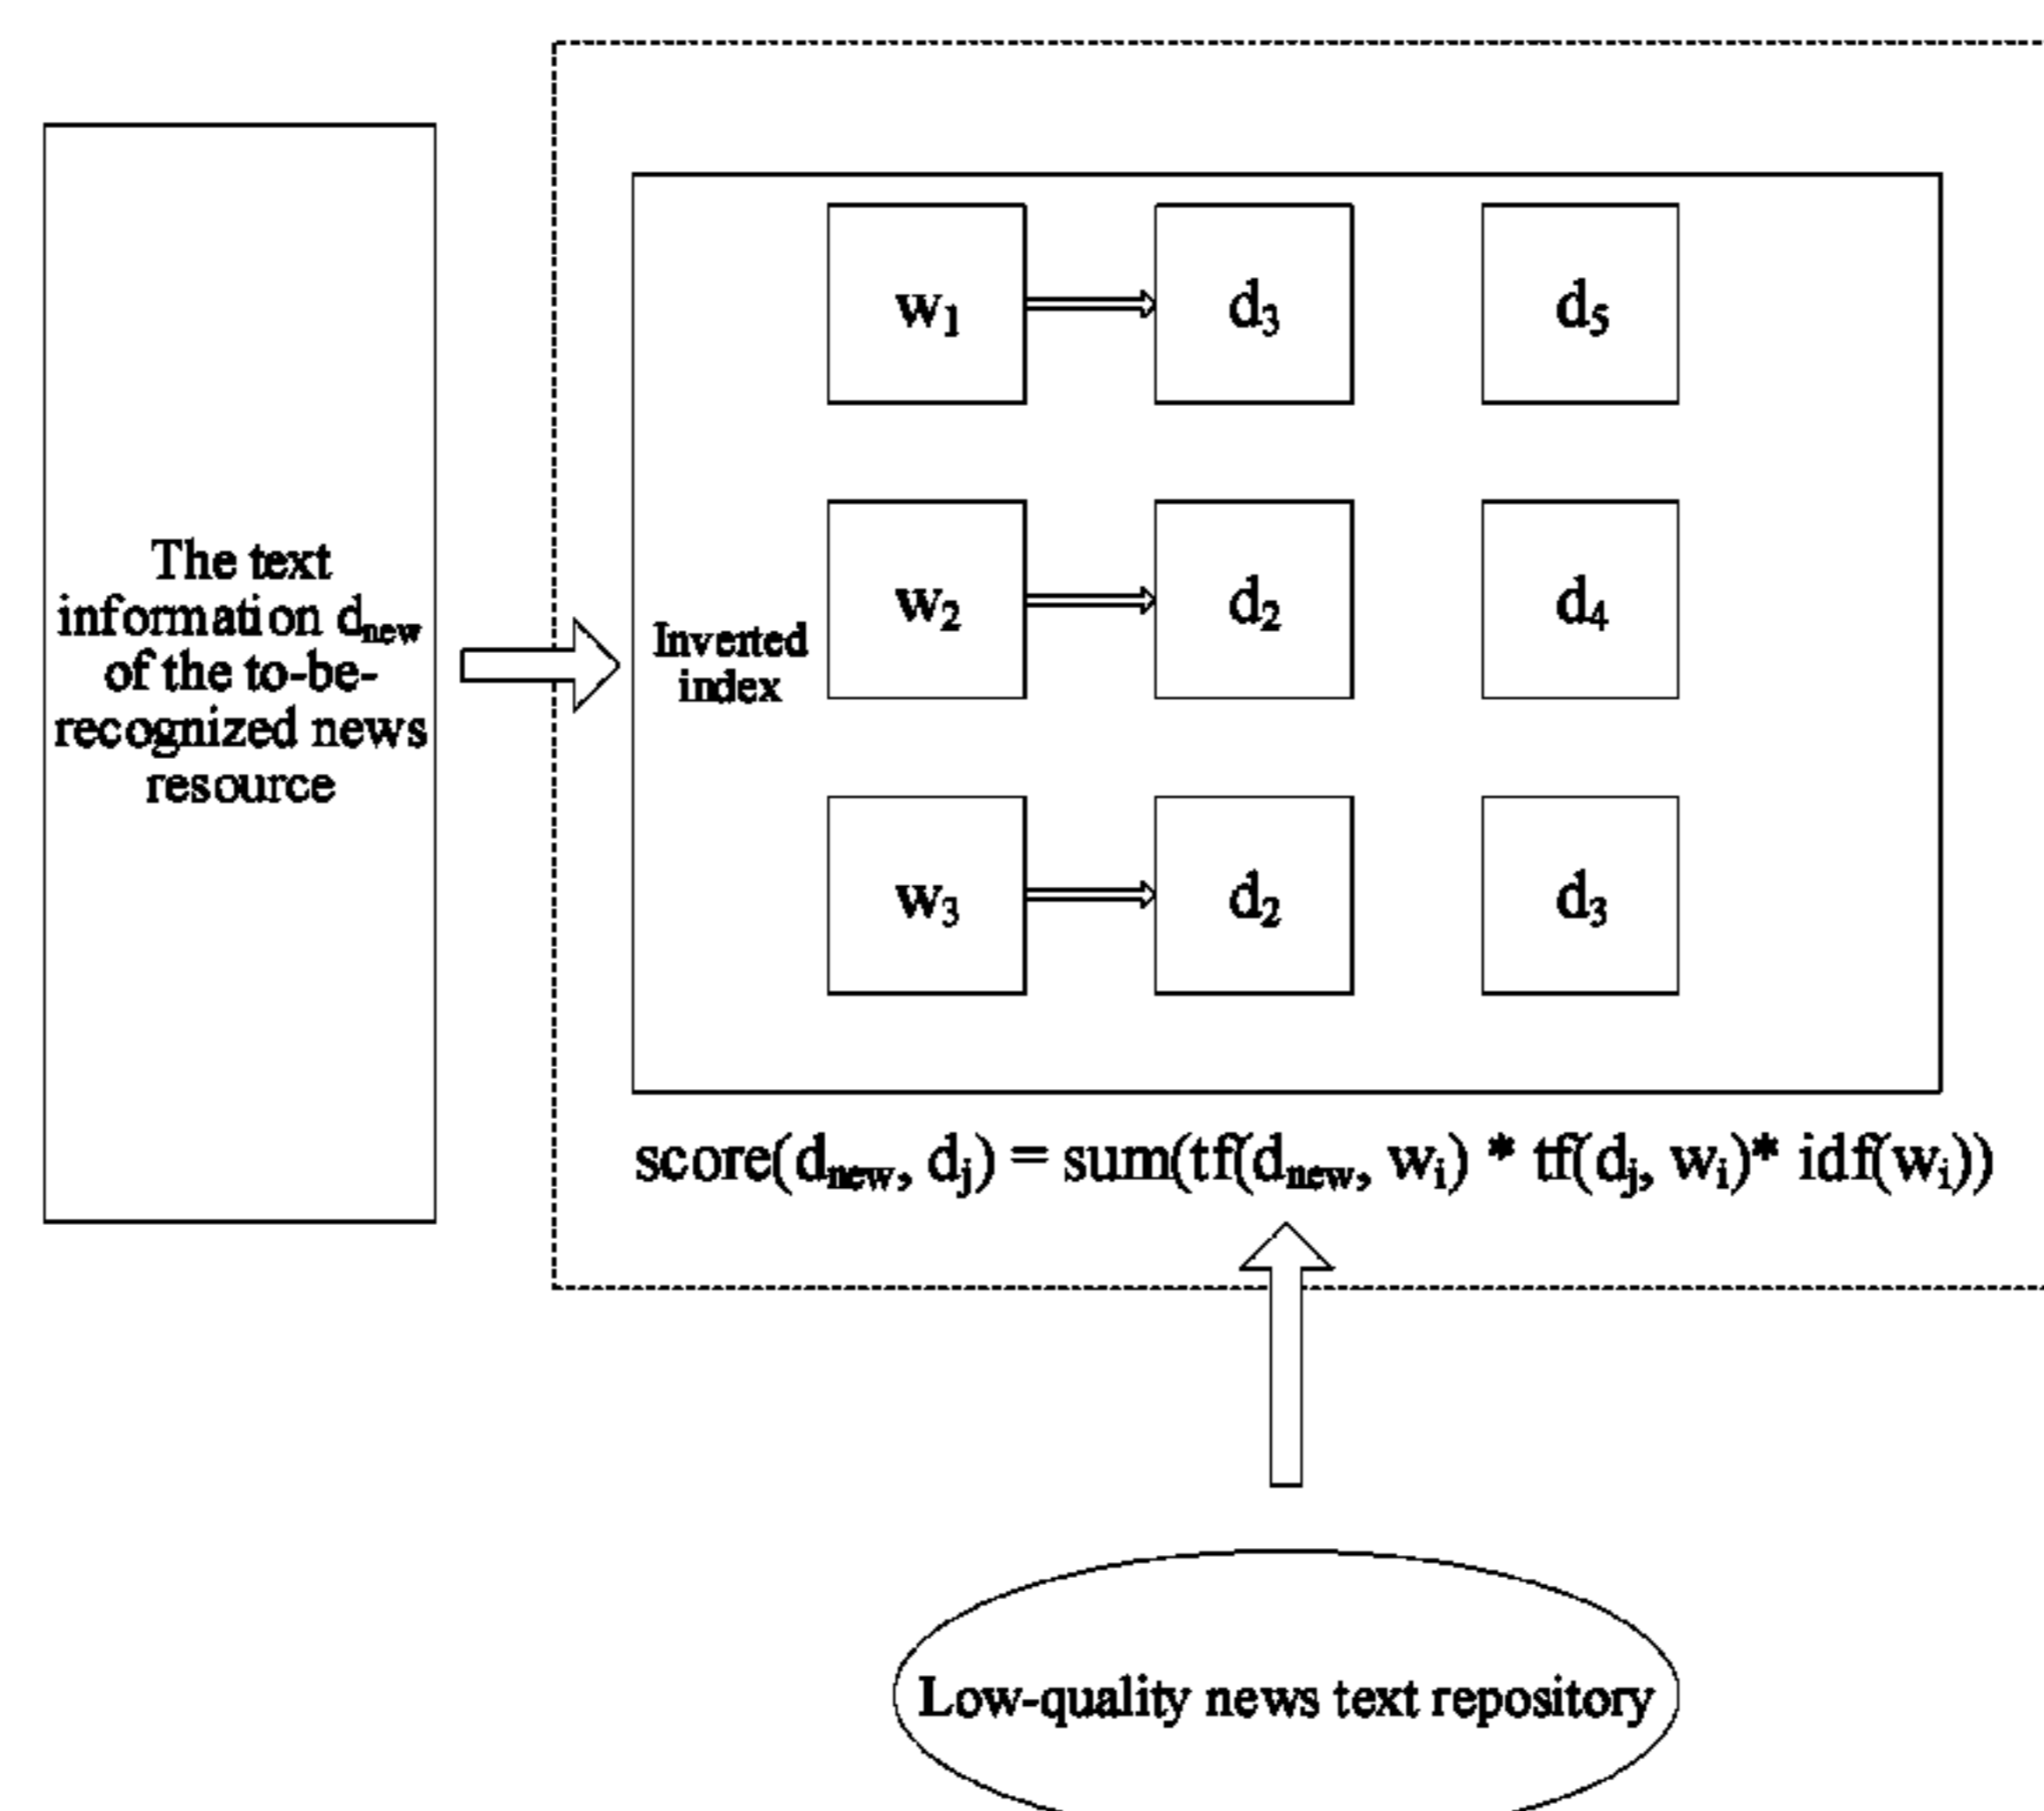 The text
information dnew
of the to-be-
recognized news
resource
Inverted
index
w1 d3 d5
w2 d2 d4
w3 d2 d3
score(dnew, dj) = sum(tf(dnew, wi) * tf(dj, wi)* idf(wi))
Low-quality news text repository